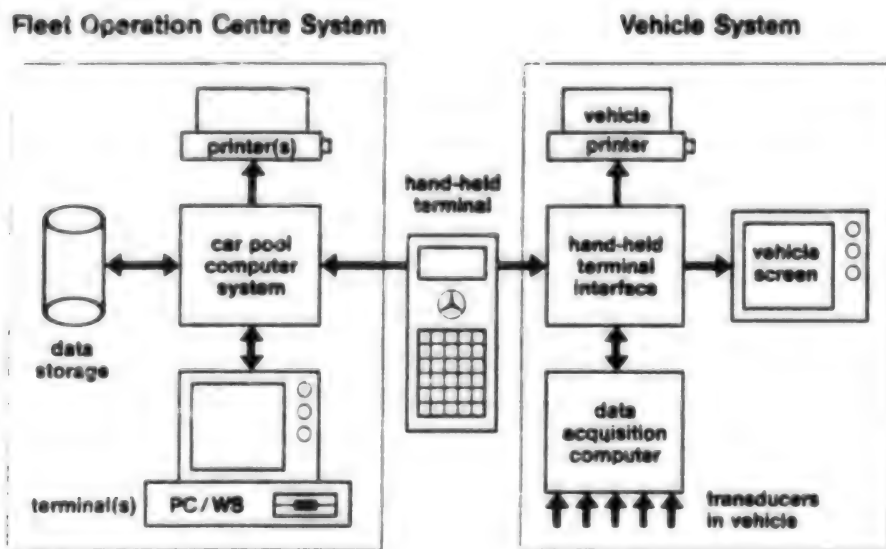 Fleet Operation Centre System
Vehicle System
printer(s)
vehicle
printer
hand-held
terminal
car pool
computer
system
hand-held
terminal
interface
vehicle
screen
data
storage
data
acquisition
computer
terminal(s)
PC/WS
transducers
in vehicle